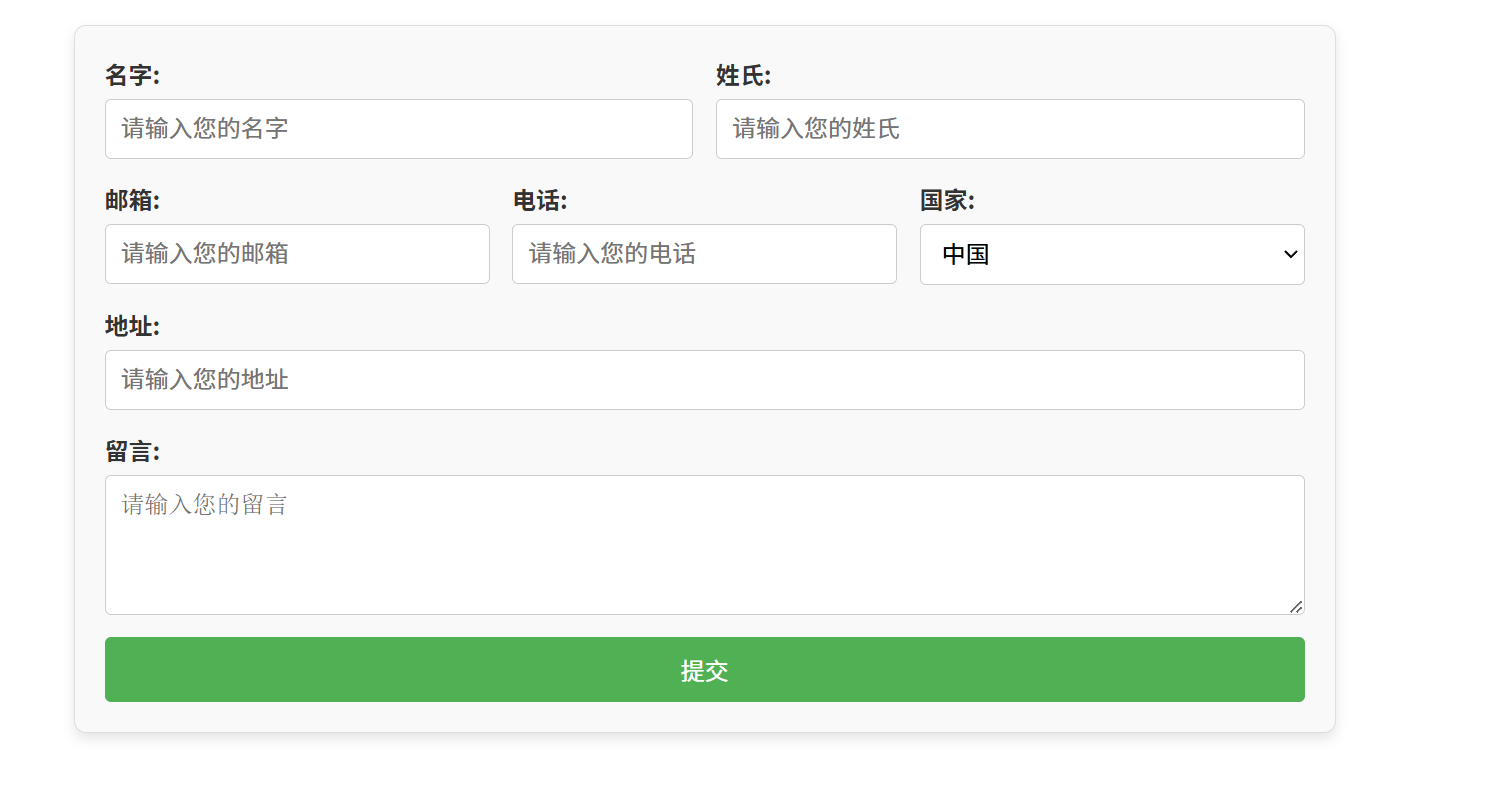 名字:
姓氏:
请输入您的名字
请输入您的姓氏
邮箱:
电话:
国家:
请输入您的邮箱
请输入您的电话
中国
地址:
请输入您的地址
留言:
请输入您的留言
提交